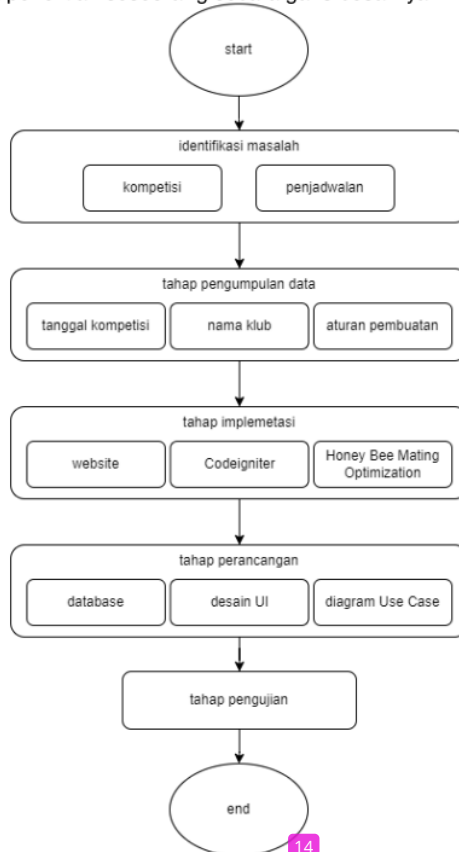 start
identifikasi masalah
kompetisi
penjadwalan
tahap pengumpulan data
tanggal kompetisi
nama klub
aturan pembuatan
tahap implemetasi
website
Codeigniter
Honey Bee Mating
Optimization
tahap perancangan
database
desain UI
diagram Use Case
tahap pengujian
end
14